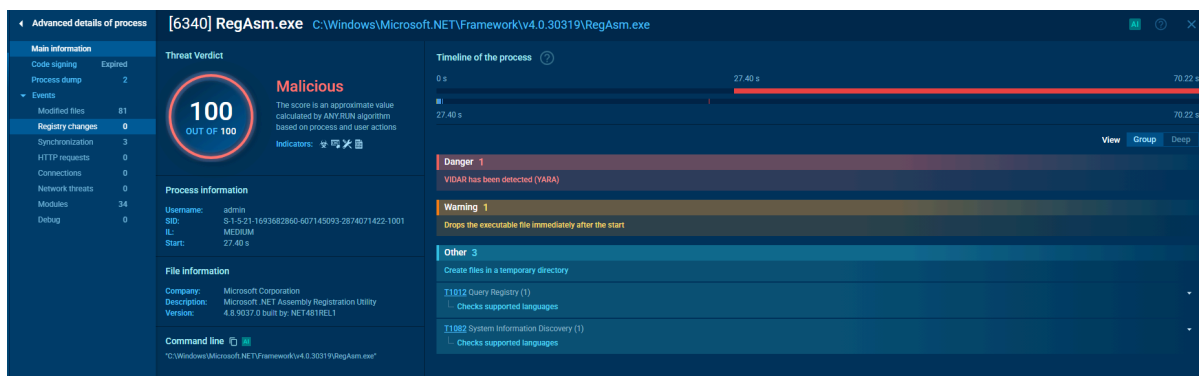 Advanced details of process
[6340] RegAsm.exe C:\Windows\Microsoft.NET\Framework\v4.0.30319\RegAsm.exe
AI
?
Main information
Code signing Expired
Process dump 2
Events
Modified files 81
Registry changes 0
Synchronization 3
HTTP requests 0
Connections 0
Network threats 0
Modules 34
Debug 0
Threat Verdict
100
OUT OF 100
Malicious
The score is an approximate value
calculated by ANY.RUN algorithm
based on process and user actions
Indicators:
Process information
Username: admin
SID: S-1-5-21-1693682860-607145093-2874071422-1001
IL: MEDIUM
Start: 27.40 s
File information
Company: Microsoft Corporation
Description: Microsoft .NET Assembly Registration Utility
Version: 4.8.9037.0 built by: NET481REL1
Command line AI
"C:\Windows\Microsoft.NET\Framework\v4.0.30319\RegAsm.exe"
Timeline of the process ?
0 s 27.40 s 70.22 s
27.40 s 70.22 s
View Group Deep
Danger 1
VIDAR has been detected (YARA)
Warning 1
Drops the executable file immediately after the start
Other 3
Create files in a temporary directory
T1012 Query Registry (1)
Checks supported languages
T1082 System Information Discovery (1)
Checks supported languages